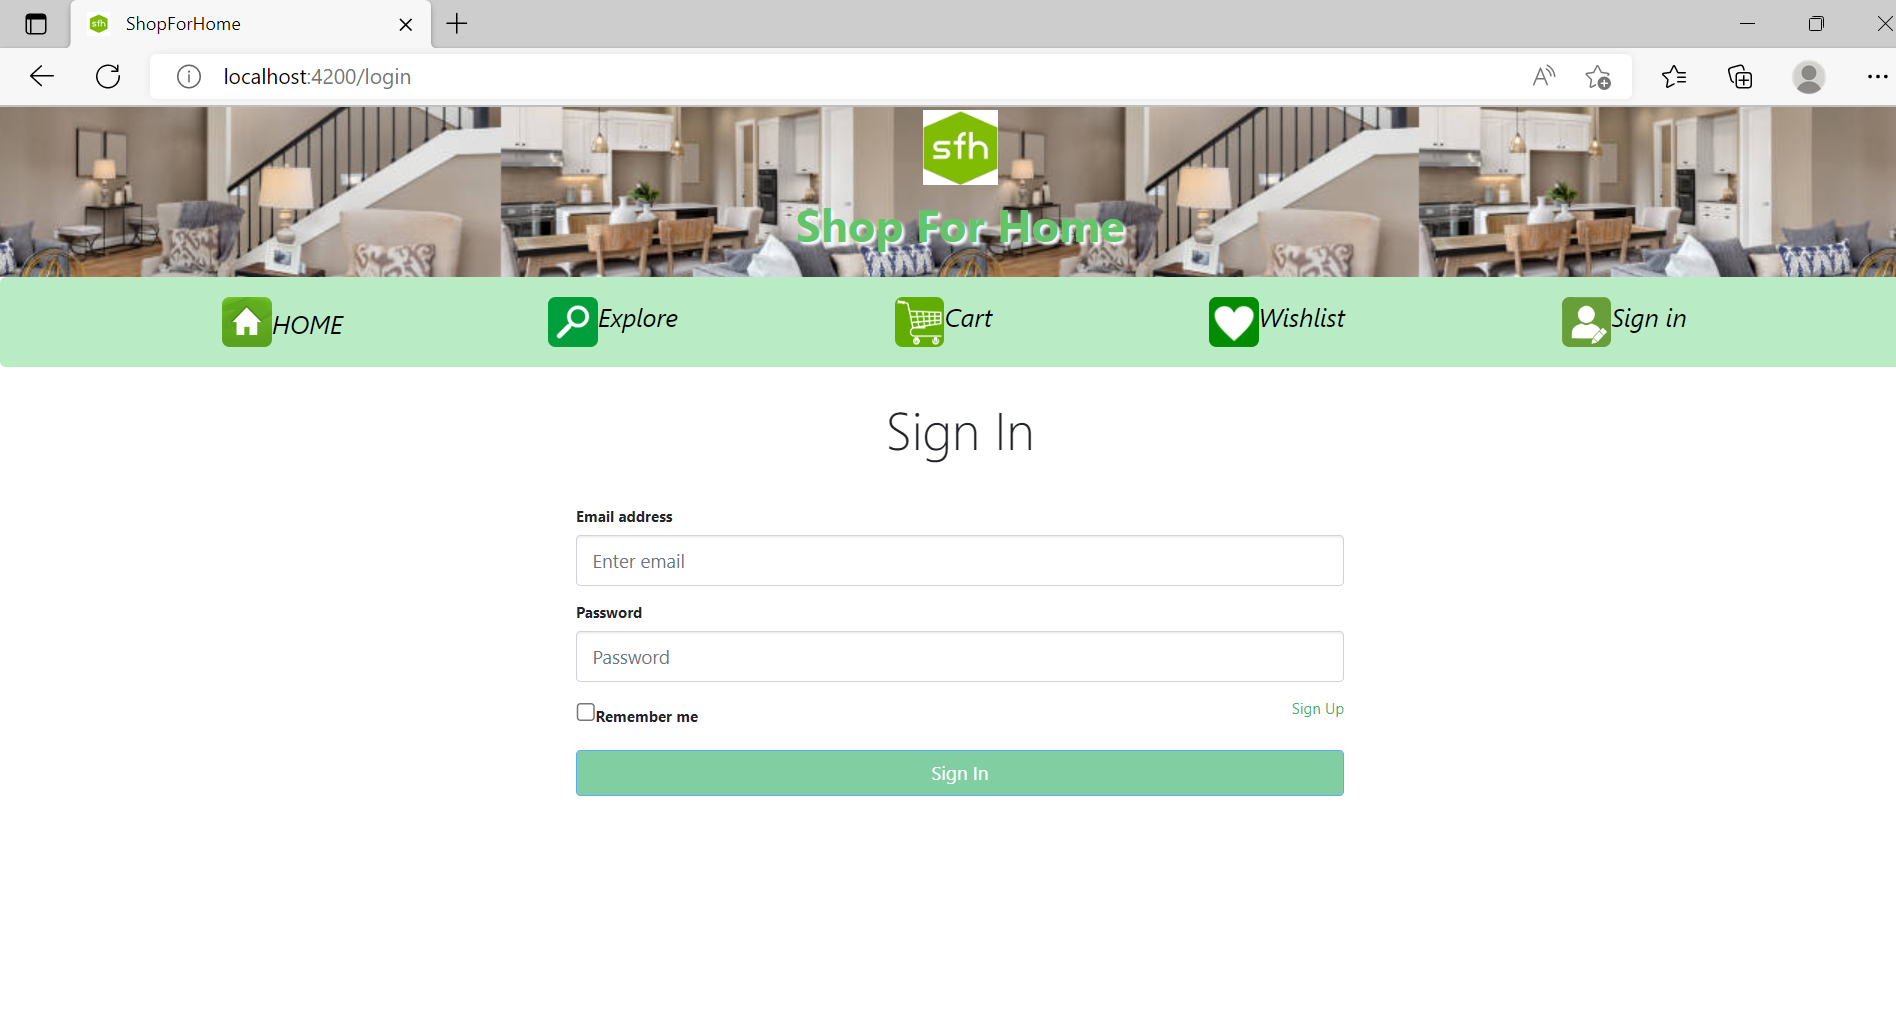 sfh ShopForHome
localhost:4200/login
sfh
Shop For Home
HOME Explore Cart Wishlist Sign in
Sign In
Email address
Enter email
Password
Password
Remember me Sign Up
Sign In